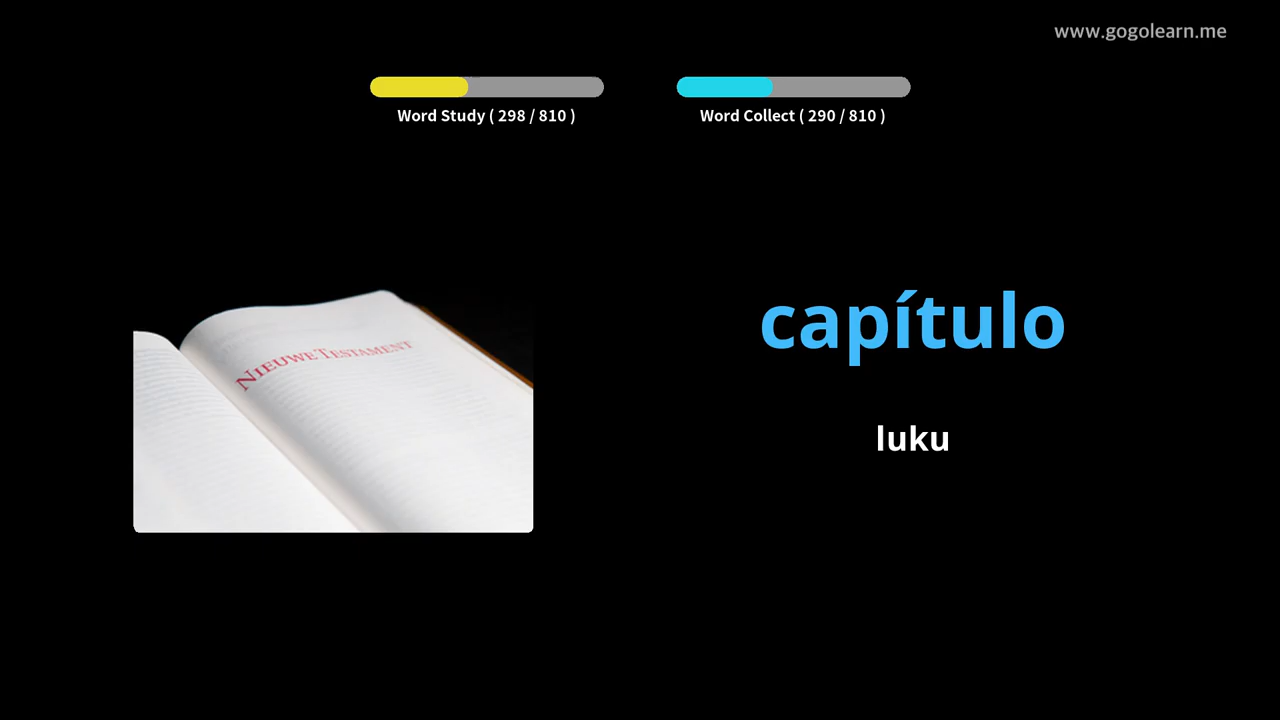 www.gogolearn.me
Word Study ( 298 / 810 )
Word Collect ( 290 / 810 )
NIEUWE TESTAMENT
capítulo
luku